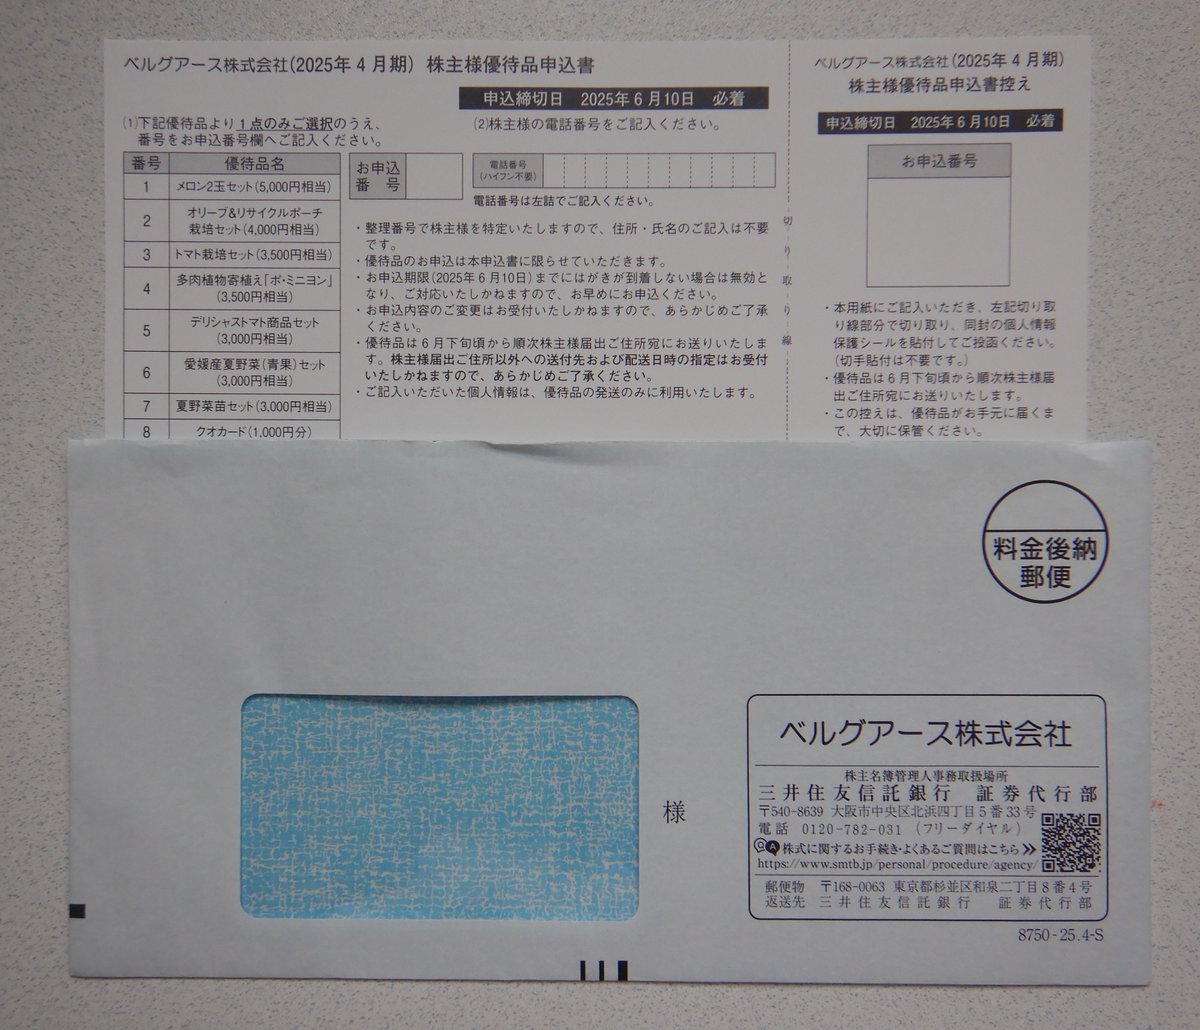 ベルグアース株式会社(2025年4月期) 株主様優待品申込書
申込締切日 2025年6月10日 必着
(1)下記優待品より1点のみご選択のうえ、
番号をお申込番号欄へご記入ください。
(2)株主様の電話番号をご記入ください。
番号 優待品名
1 メロン2玉セット(5,000円相当)
2 オリーブ&リサイクルポーチ
栽培セット(4,000円相当)
3 トマト栽培セット(3,500円相当)
4 多肉植物寄植え「ポ・ミニヨン」
(3,500円相当)
5 デリシャストマト商品セット
(3,000円相当)
6 愛媛産夏野菜(青果)セット
(3,000円相当)
7 夏野菜苗セット(3,000円相当)
8 クオカード(1,000円分)
お申込
番 号
電話番号
(ハイフン不要)
電話番号は左詰でご記入ください。
・整理番号で株主様を特定いたしますので、住所・氏名のご記入は不要
です。
・優待品のお申込は本申込書に限らせていただきます。
・お申込期限(2025年6月10日)までにはがきが到着しない場合は無効と
なり、ご対応いたしかねますので、お早めにお申込ください。
・お申込内容のご変更はお受付いたしかねますので、あらかじめご了承
ください。
・優待品は6月下旬頃から順次株主様届出ご住所宛にお送りいたしま
す。株主様届出ご住所以外への送付先および配送日時の指定はお受付
いたしかねますので、あらかじめご了承ください。
・ご記入いただいた個人情報は、優待品の発送のみに利用いたします。
切り取り線
ベルグアース株式会社(2025年4月期)
株主様優待品申込書控え
申込締切日 2025年6月10日 必着
お申込番号
・本用紙にご記入いただき、左記切り取
り線部分で切り取り、同封の個人情報
保護シールを貼付してご投函ください。
(切手貼付は不要です。)
・優待品は6月下旬頃から順次株主様届
出ご住所宛にお送りいたします。
・この控えは、優待品がお手元に届くま
で、大切に保管ください。
料金後納
郵便
様
ベルグアース株式会社
株主名簿管理人事務取扱場所
三井住友信託銀行 証券代行部
〒540-8639 大阪市中央区北浜四丁目5番33号
電話 0120-782-031 (フリーダイヤル)
QA 株式に関するお手続き・よくあるご質問はこちら
https://www.smtb.jp/personal/procedure/agency/
郵便物 〒168-0063 東京都杉並区和泉二丁目8番4号
返送先 三井住友信託銀行 証券代行部
8750-25.4-S